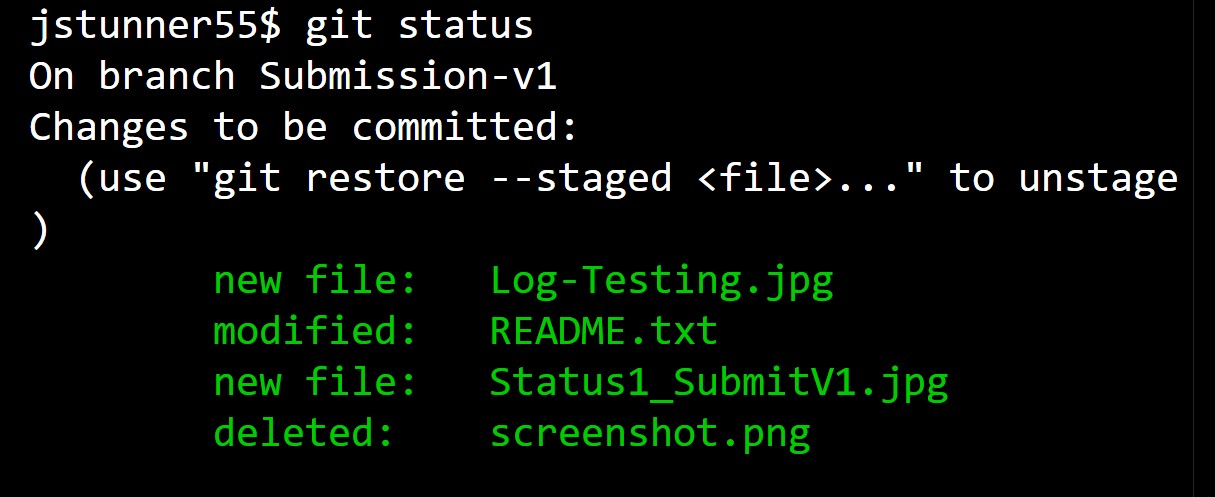 jstunner55$ git status
On branch Submission-v1
Changes to be committed:
  (use "git restore --staged <file>..." to unstage
)
        new file:   Log-Testing.jpg
        modified:   README.txt
        new file:   Status1_SubmitV1.jpg
        deleted:    screenshot.png